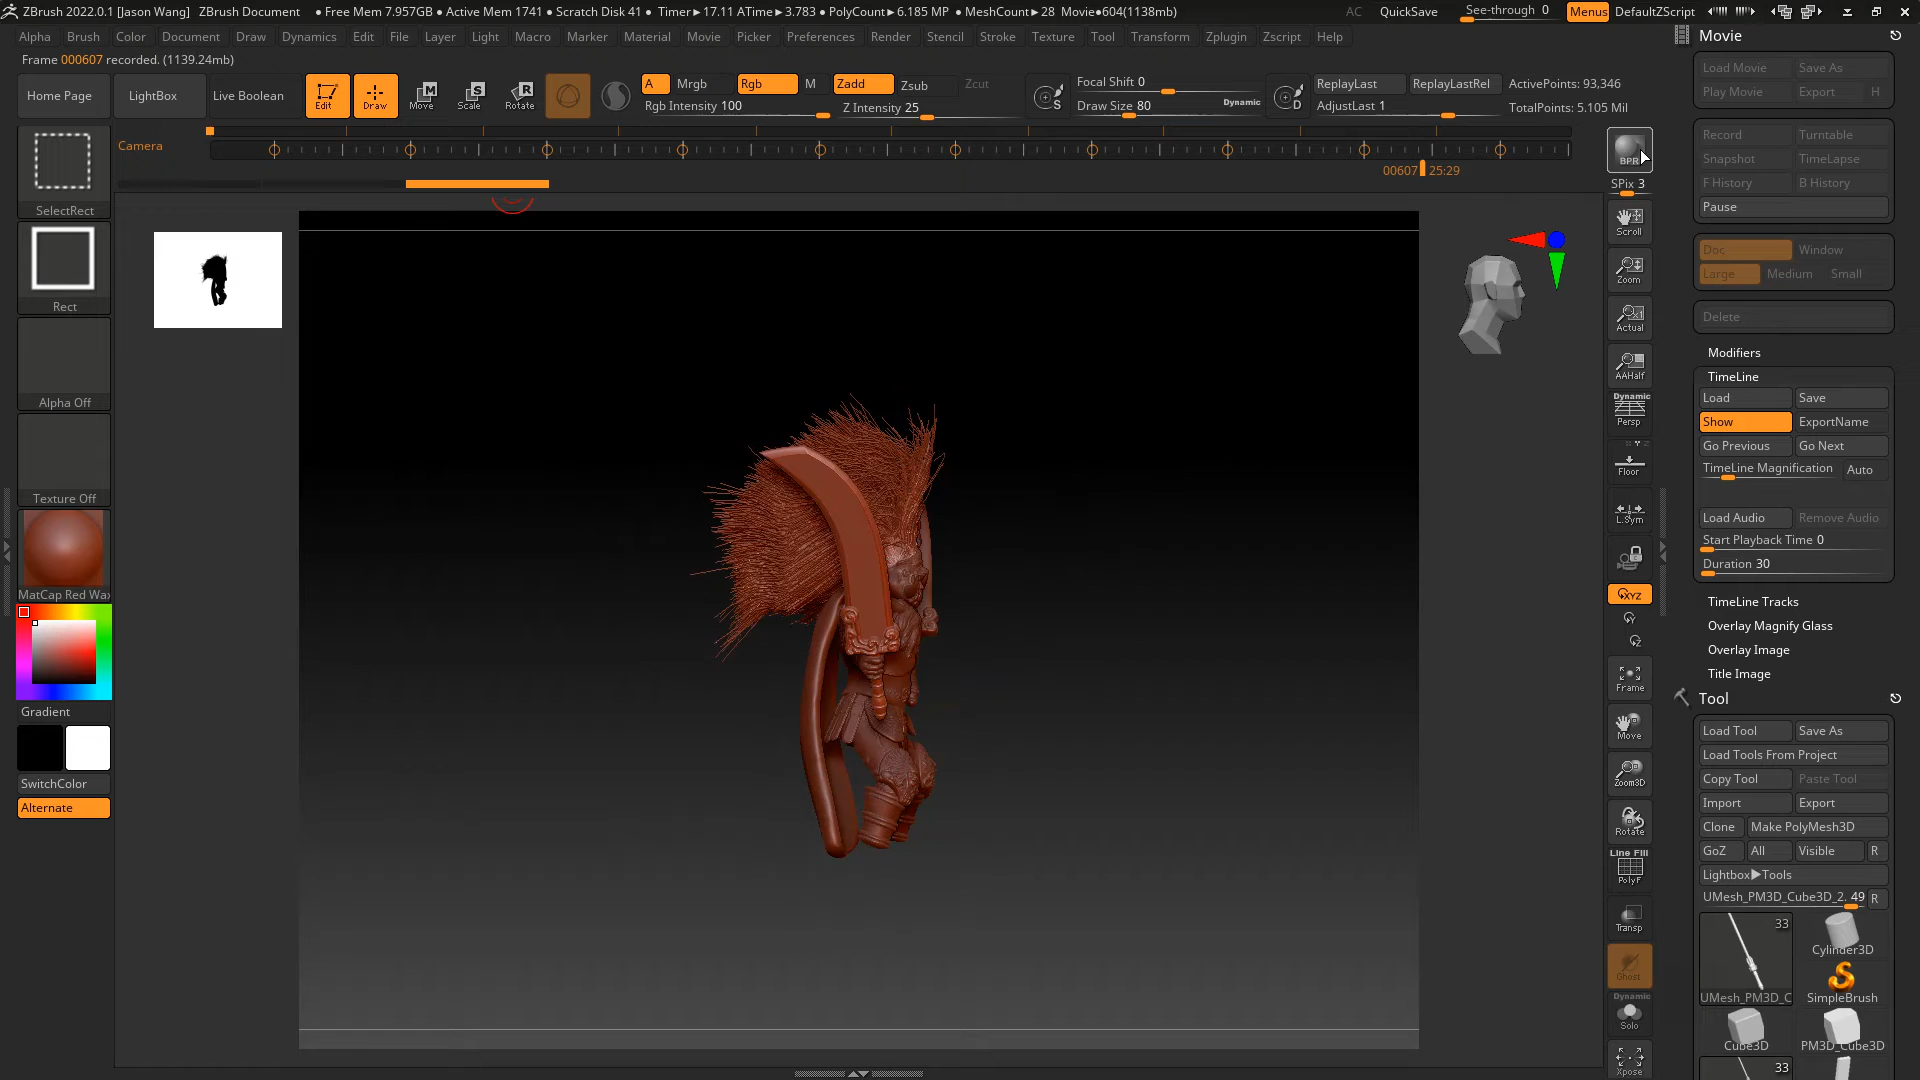 ZBrush 2022.0.1 [Jason Wang] ZBrush Document • Free Mem 7.957GB • Active Mem 1741 • Scratch Disk 41 • Timer►17.11 ATime►3.783 • PolyCount►6.185 MP • MeshCount►28 Movie●604(1138mb) AC QuickSave See-through 0 Menus DefaultZScript
Alpha Brush Color Document Draw Dynamics Edit File Layer Light Macro Marker Material Movie Picker Preferences Render Stencil Stroke Texture Tool Transform Zplugin Zscript Help
Frame 000607 recorded. (1139.24mb)
Home Page LightBox Live Boolean Edit Draw Move Scale Rotate
A Mrgb Rgb M Zadd Zsub Zcut
Rgb Intensity 100 Z Intensity 25
S Focal Shift 0
Draw Size 80 Dynamic
D ReplayLast ReplayLastRel ActivePoints: 93,346
AdjustLast 1 TotalPoints: 5.105 Mil
Camera
00607 25:29
SelectRect
Rect
Alpha Off
Texture Off
MatCap Red Wax
Gradient
SwitchColor
Alternate
BPR
SPix 3
Scroll
Zoom
Actual
AAHalf
Dynamic
Persp
Floor
L.Sym
XYZ
Frame
Move
Zoom3D
Rotate
Line Fill
PolyF
Transp
Ghost
Dynamic
Solo
Xpose
Movie
Load Movie Save As
Play Movie Export H
Record Turntable
Snapshot TimeLapse
F History B History
Pause
Doc Window
Large Medium Small
Delete
Modifiers
TimeLine
Load Save
Show ExportName
Go Previous Go Next
TimeLine Magnification Auto
Load Audio Remove Audio
Start Playback Time 0
Duration 30
TimeLine Tracks
Overlay Magnify Glass
Overlay Image
Title Image
Tool
Load Tool Save As
Load Tools From Project
Copy Tool Paste Tool
Import Export
Clone Make PolyMesh3D
GoZ All Visible R
Lightbox►Tools
UMesh_PM3D_Cube3D_2. 49 R
33
UMesh_PM3D_C
Cylinder3D
SimpleBrush
Cube3D PM3D_Cube3D
33